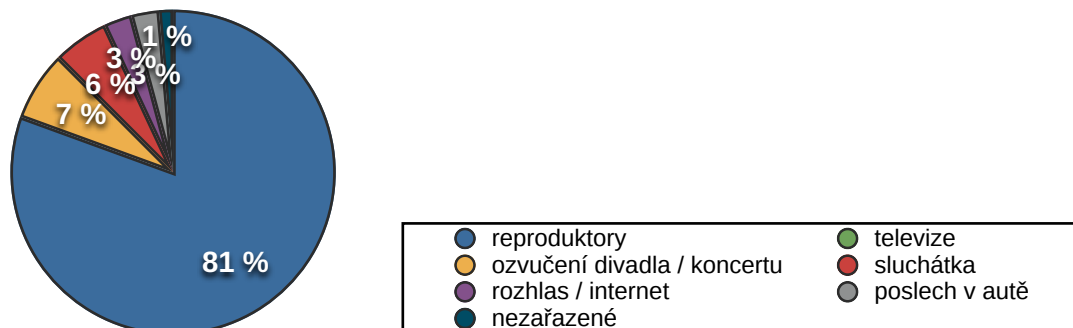 1 %
3 %
3 %
6 %
7 %
81 %
reproduktory
televize
ozvučení divadla / koncertu
sluchátka
rozhlas / internet
poslech v autě
nezařazené